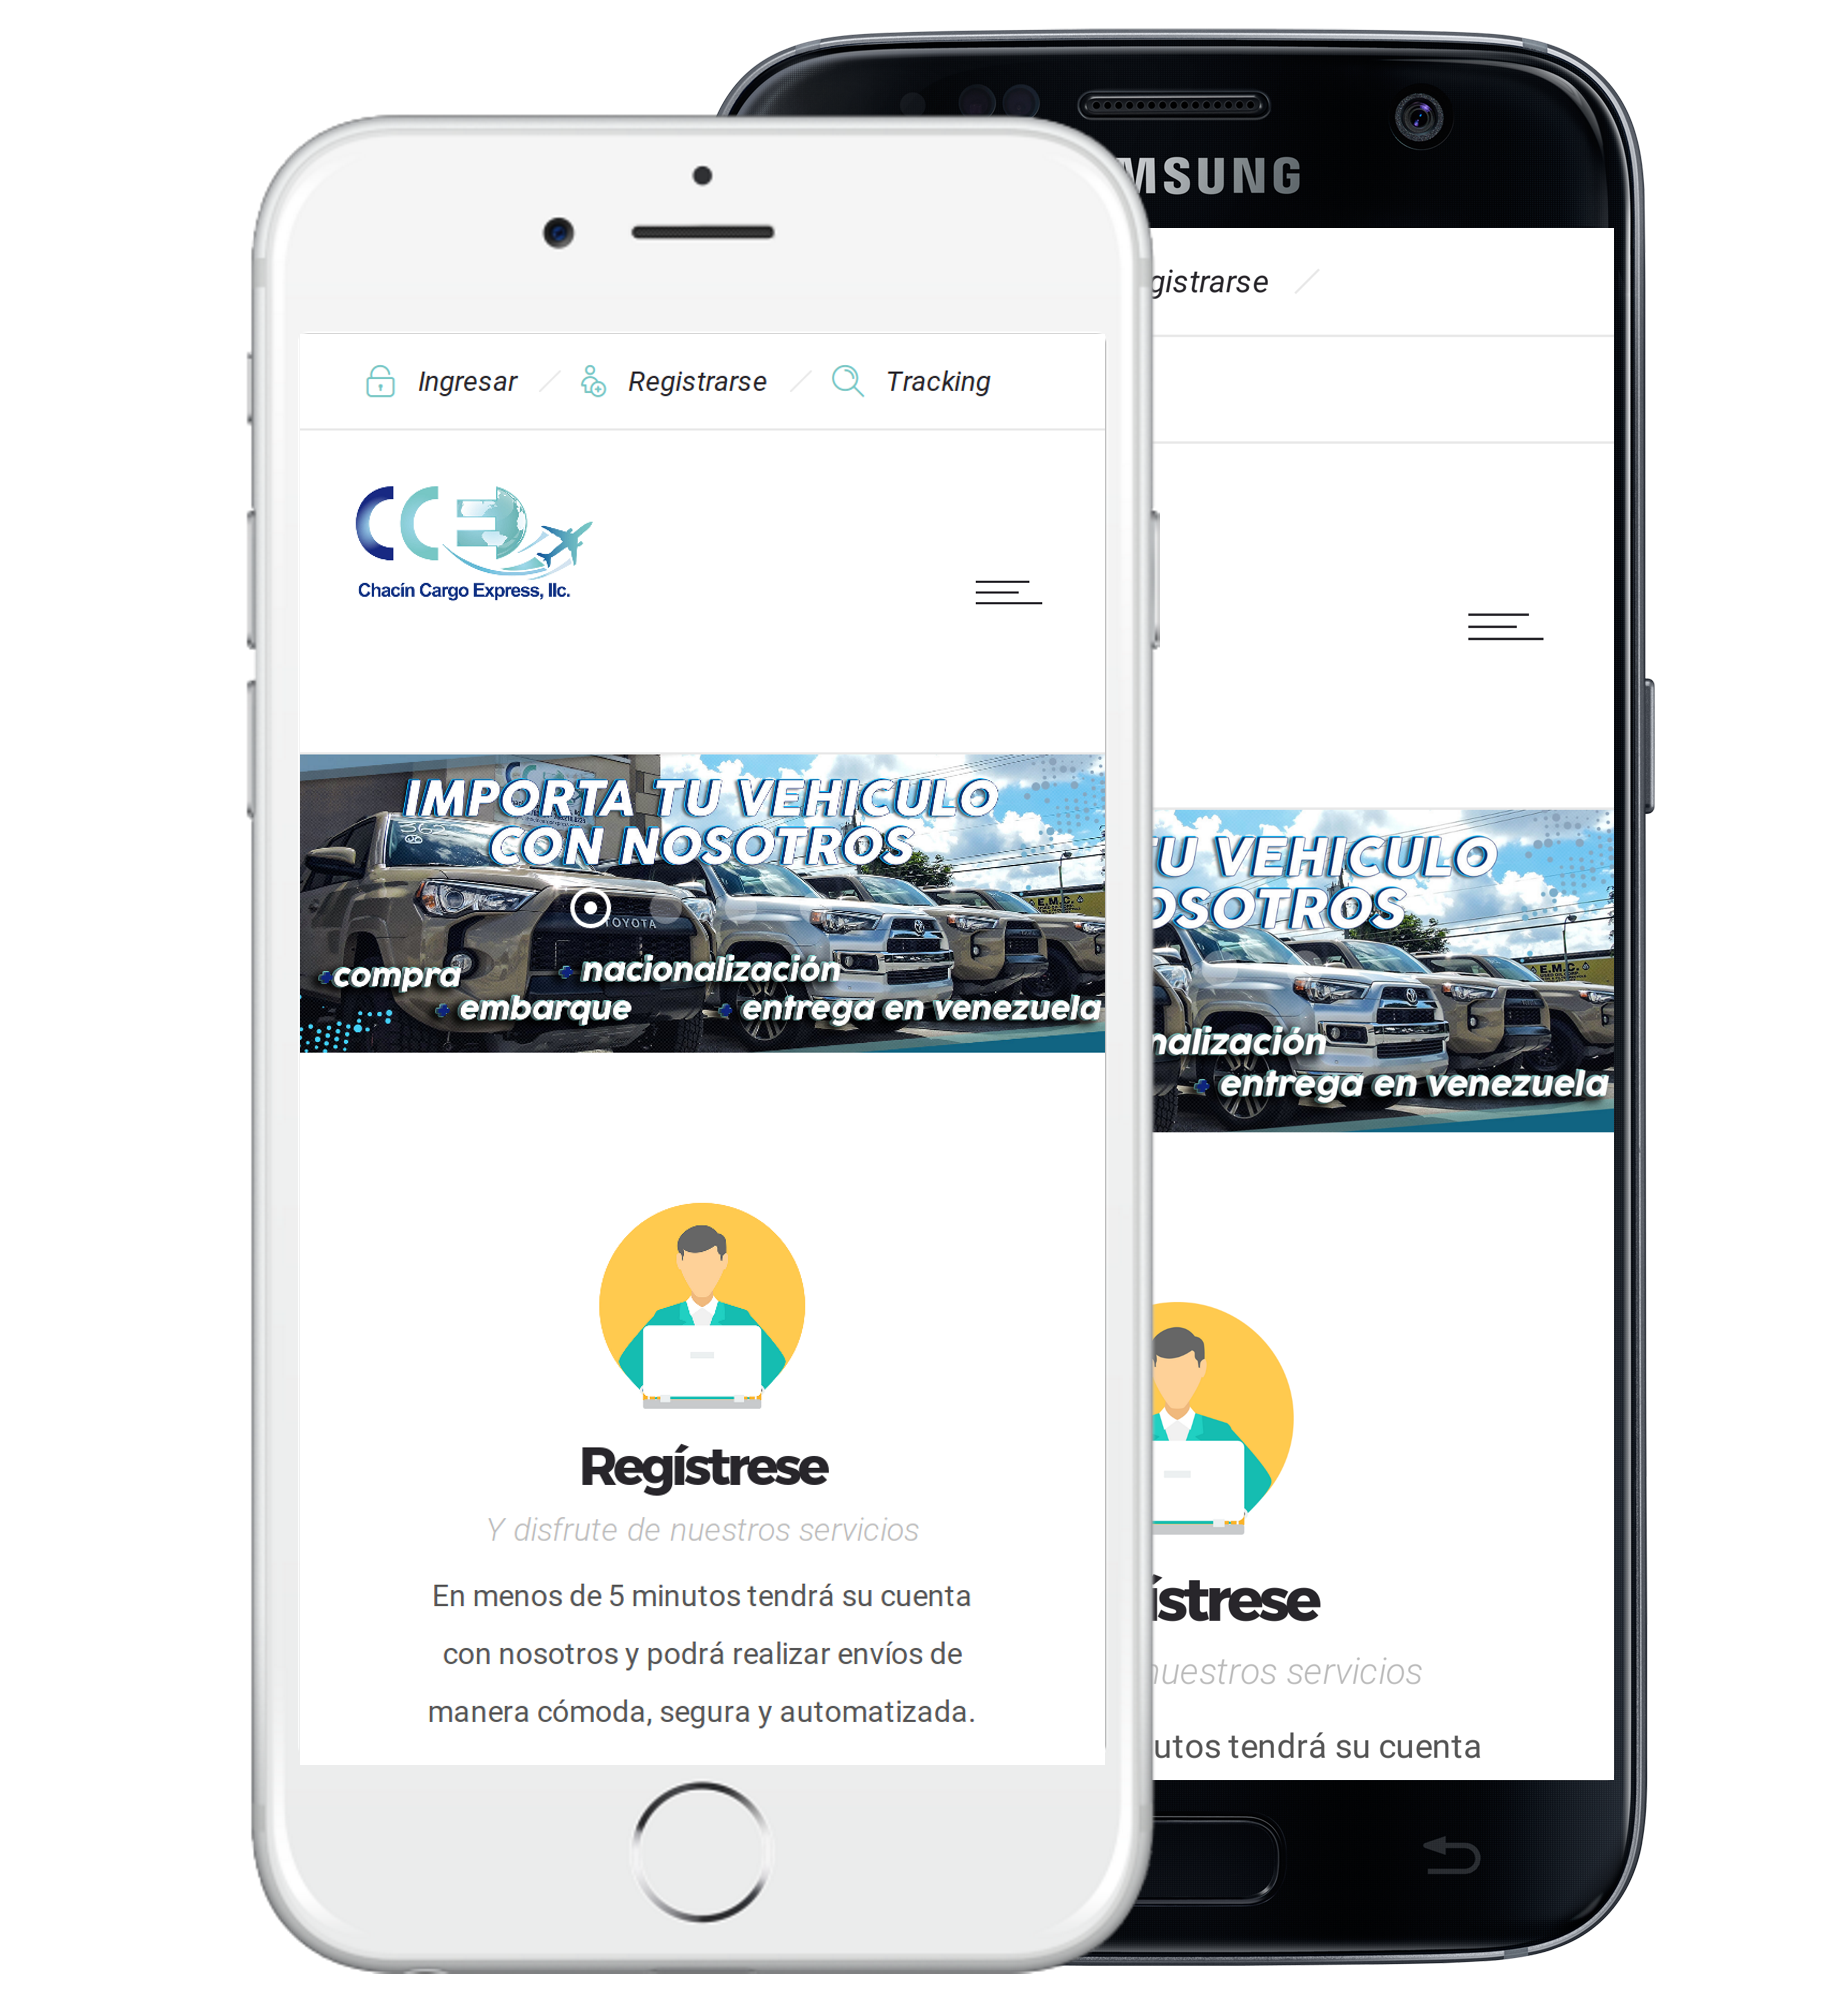 Ingresar
Registrarse
Tracking
CCE
Chacín Cargo Express, llc.
IMPORTA TU VEHICULO
CON NOSOTROS
TOYOTA
E.M.C.
compra
nacionalización
embarque
entrega en venezuela
Regístrese
Y disfrute de nuestros servicios
En menos de 5 minutos tendrá su cuenta
con nosotros y podrá realizar envíos de
manera cómoda, segura y automatizada.
MSUNG
gistrarse
TU VEHICULO
OSOTROS
E.M.C.
nalización
entrega en venezuela
ístrese
nuestros servicios
utos tendrá su cuenta